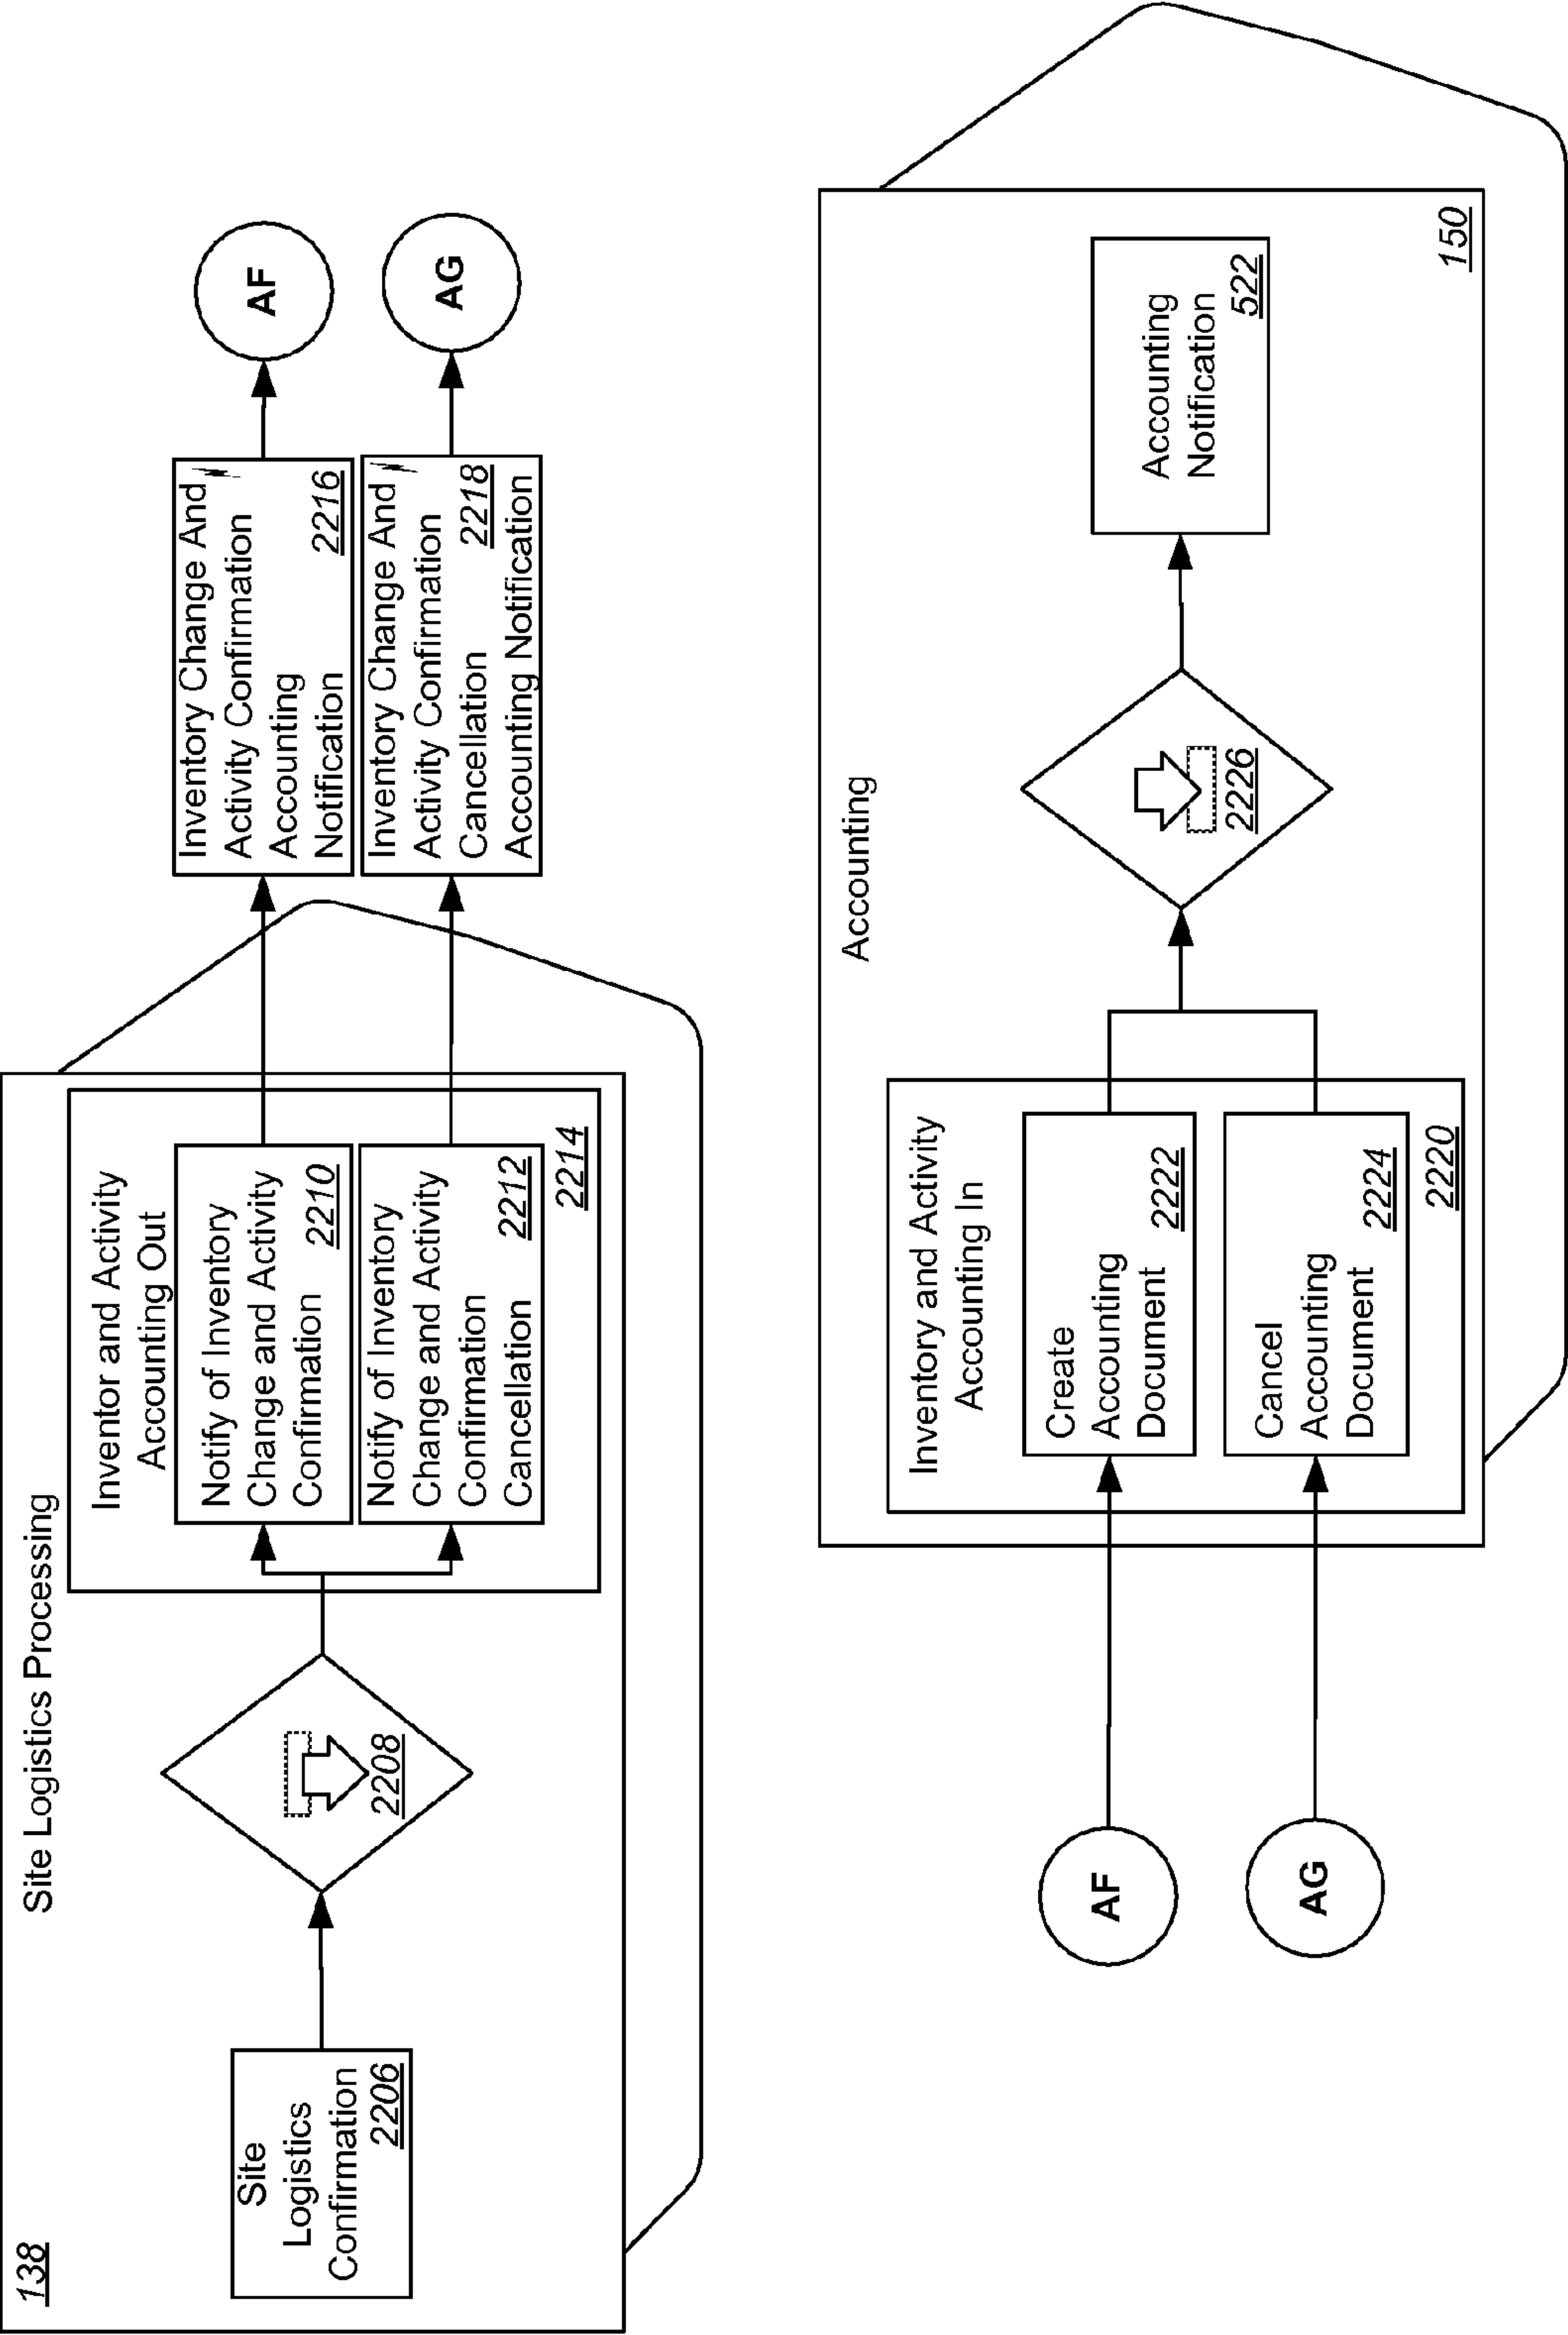 138
Site Logistics Processing
Site
Logistics
Confirmation
2206
2208
Inventor and Activity
Accounting Out
Notify of Inventory
Change and Activity
Confirmation
2210
Notify of Inventory
Change and Activity
Confirmation
Cancellation
2212
2214
Inventory Change And
Activity Confirmation
Accounting
Notification
2216
Inventory Change And
Activity Confirmation
Cancellation
2218
Accounting Notification
AF
AG
AF
AG
Accounting
Inventory and Activity
Accounting In
Create
Accounting
Document
2222
Cancel
Accounting
Document
2224
2220
2226
Accounting
Notification
522
150